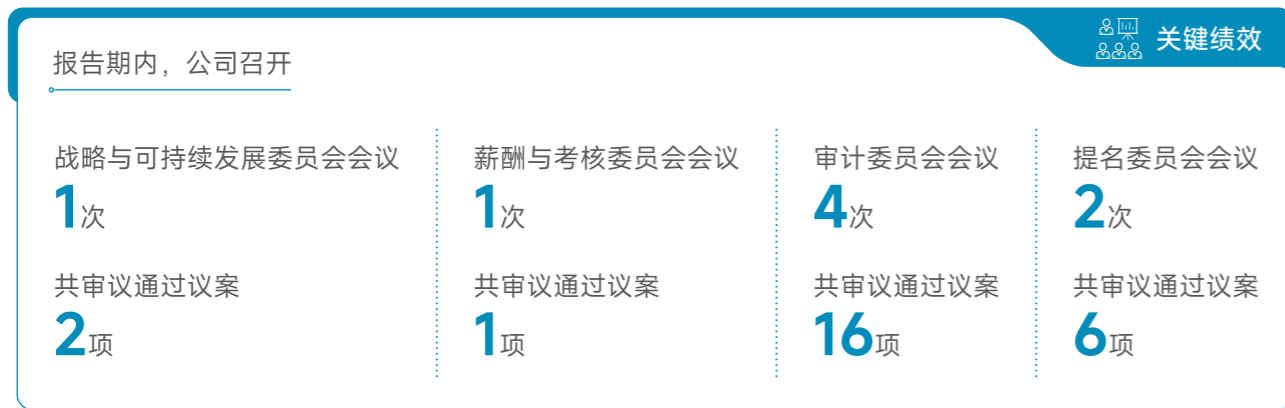 关键绩效
报告期内，公司召开
战略与可持续发展委员会会议
1次
共审议通过议案
2项
薪酬与考核委员会会议
1次
共审议通过议案
1项
审计委员会会议
4次
共审议通过议案
16项
提名委员会会议
2次
共审议通过议案
6项